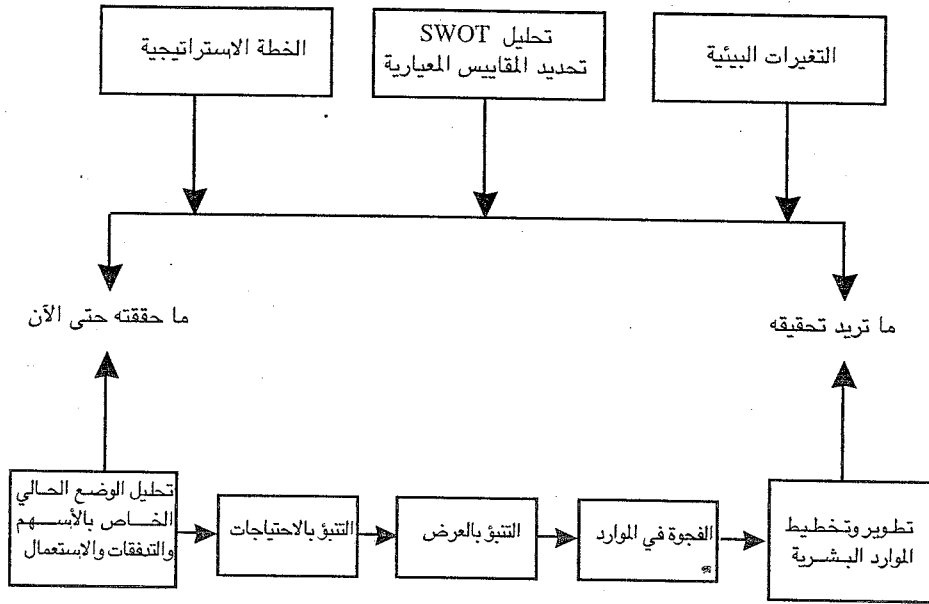 التغيرات البيئية
تحليل SWOT
تحديد المقاييس المعيارية
الخطة الاستراتيجية
ما تريد تحقيقه
ما حققته حتى الآن
تحليل الوضع الحالي
الخاص بالأسهم
والتدفقات والاستعمال
التنبؤ بالاحتياجات
التنبؤ بالعرض
الفجوة في الموارد
تطوير وتخطيط
الموارد البشرية